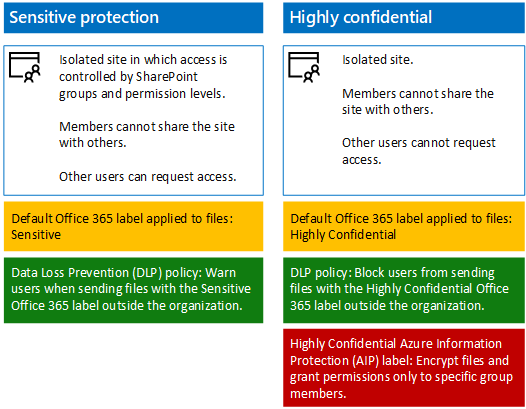 Sensitive protection
Isolated site in which access is
controlled by SharePoint
groups and permission levels.
Members cannot share the
site with others.
Other users can request access.
Default Office 365 label applied to files:
Sensitive
Data Loss Prevention (DLP) policy: Warn
users when sending files with the Sensitive
Office 365 label outside the organization.
Highly confidential
Isolated site.
Members cannot share the
site with others.
Other users cannot request
access.
Default Office 365 label applied to files:
Highly Confidential
DLP policy: Block users from sending
files with the Highly Confidential Office
365 label outside the organization.
Highly Confidential Azure Information
Protection (AIP) label: Encrypt files and
grant permissions only to specific group
members.